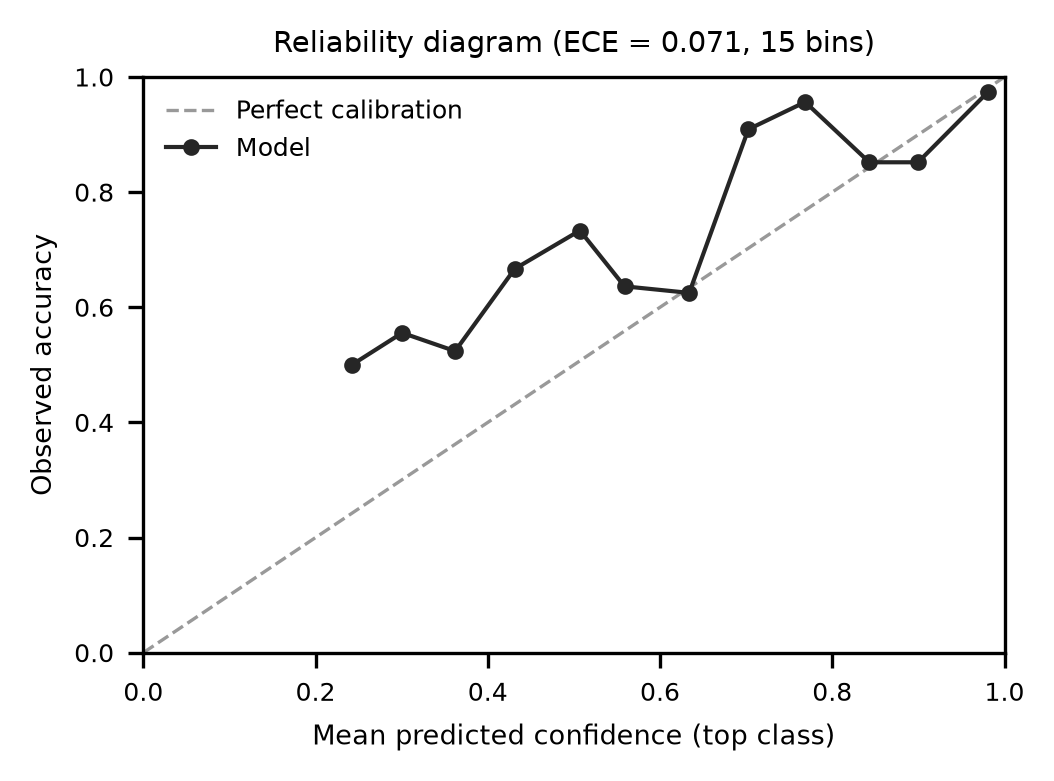 Reliability diagram (ECE = 0.071, 15 bins)
Perfect calibration
Model
Observed accuracy
1.0
0.8
0.6
0.4
0.2
0.0
0.0 0.2 0.4 0.6 0.8 1.0
Mean predicted confidence (top class)